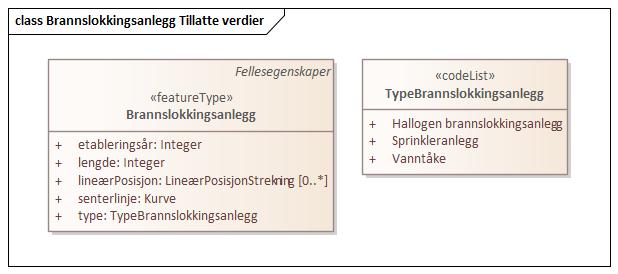 class Brannslokkingsanlegg Tillatte verdier
Fellesegenskaper
«featureType»
Brannslokkingsanlegg
+ etableringsår: Integer
+ lengde: Integer
+ lineærPosisjon: LineærPosisjonStrekning [0..*]
+ senterlinje: Kurve
+ type: TypeBrannslokkingsanlegg
«codeList»
TypeBrannslokkingsanlegg
+ Hallogen brannslokkingsanlegg
+ Sprinkleranlegg
+ Vanntåke